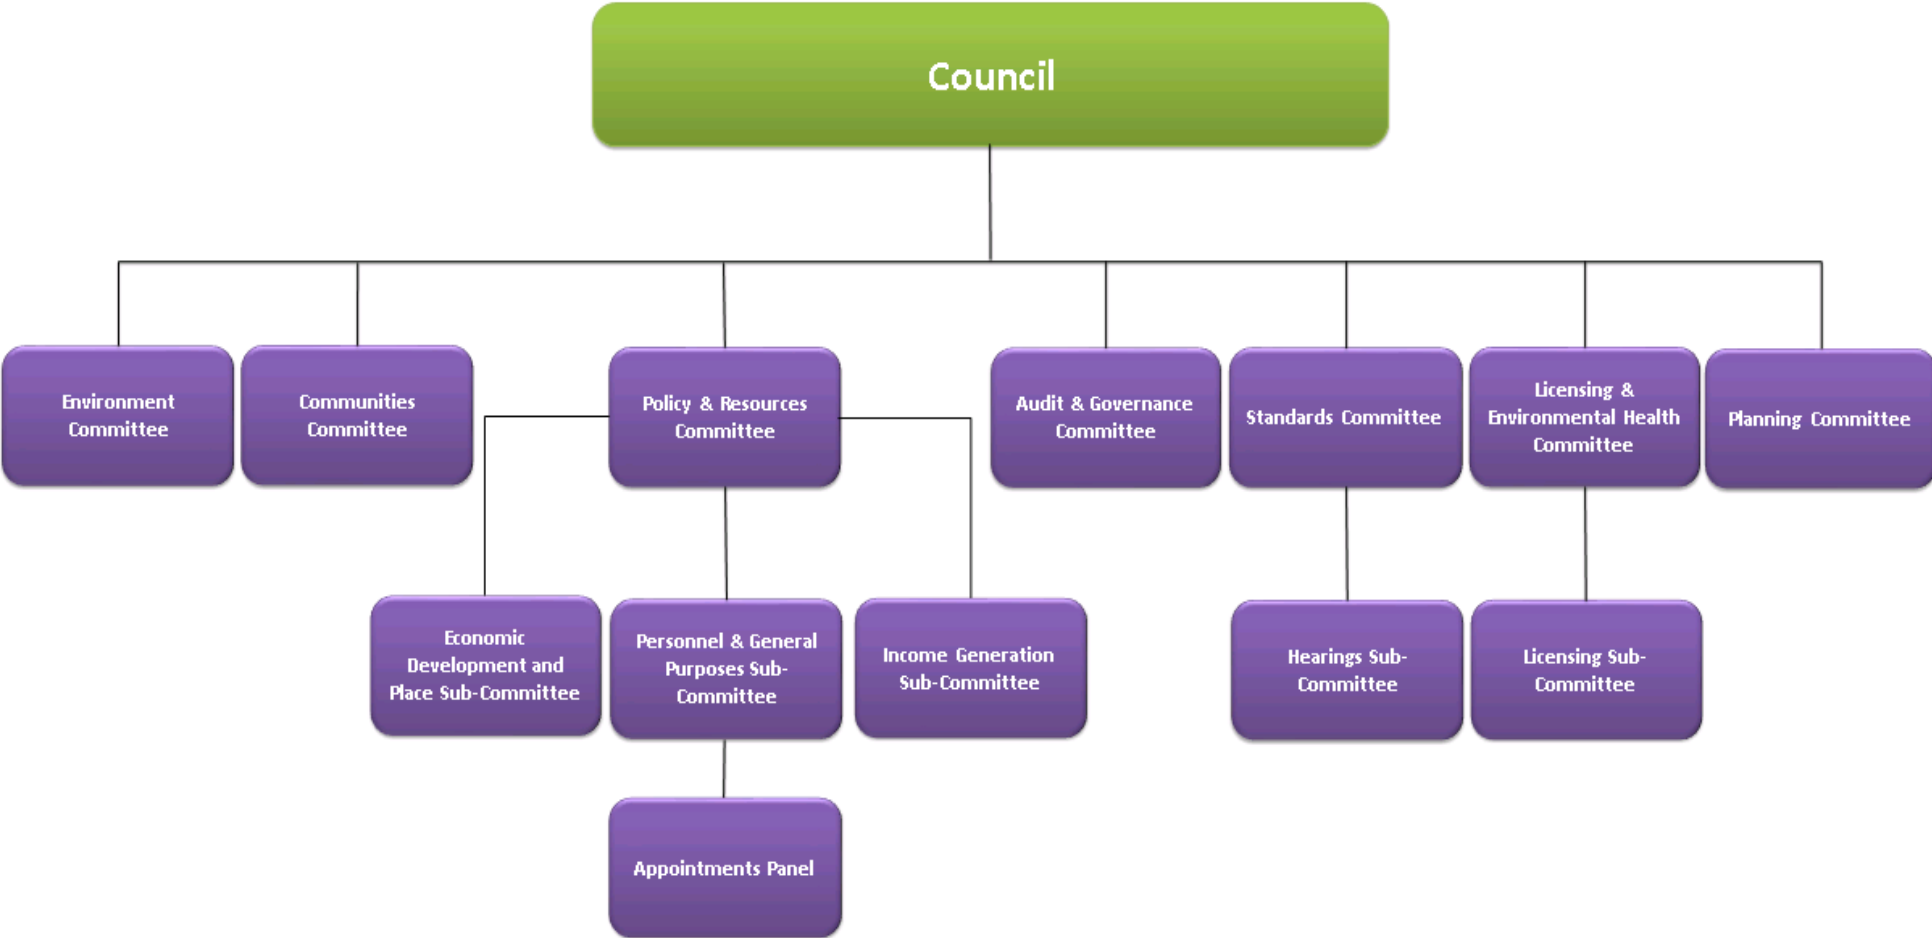 Council
Environment
Committee
Communities
Committee
Policy & Resources
Committee
Audit & Governance
Committee
Standards Committee
Licensing &
Environmental Health
Committee
Planning Committee
Economic
Development and
Place Sub-Committee
Personnel & General
Purposes Sub-
Committee
Income Generation
Sub-Committee
Hearings Sub-
Committee
Licensing Sub-
Committee
Appointments Panel